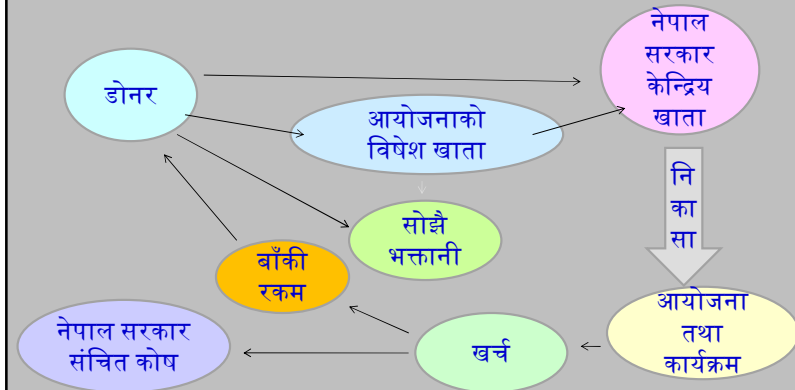 डोनर
नेपाल
सरकार
केन्द्रिय
खाता
आयोजनाको
विषेश खाता
नि
का
सा
सोझै
भक्तानी
बाँकी
रकम
नेपाल सरकार
संचित कोष
खर्च
आयोजना
तथा
कार्यक्रम